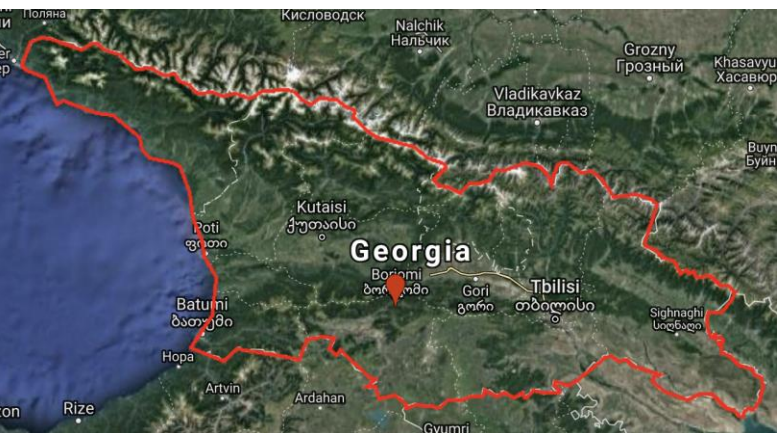 Поляна
Кисловодск
Nalchik
Нальчик
Grozny
Грозный
Khasavyu
Хасавюр
Vladikavkaz
Владикавказ
Buyn
Буйн
Kutaisi
ქუთაისი
Poti
ფოთი
Georgia
Borjomi
Gori
გორი
Tbilisi
თბილისი
Sighnaghi
სიღნაღი
Batumi
ბათუმი
Hopa
Artvin
Ardahan
Rize
Gyumri